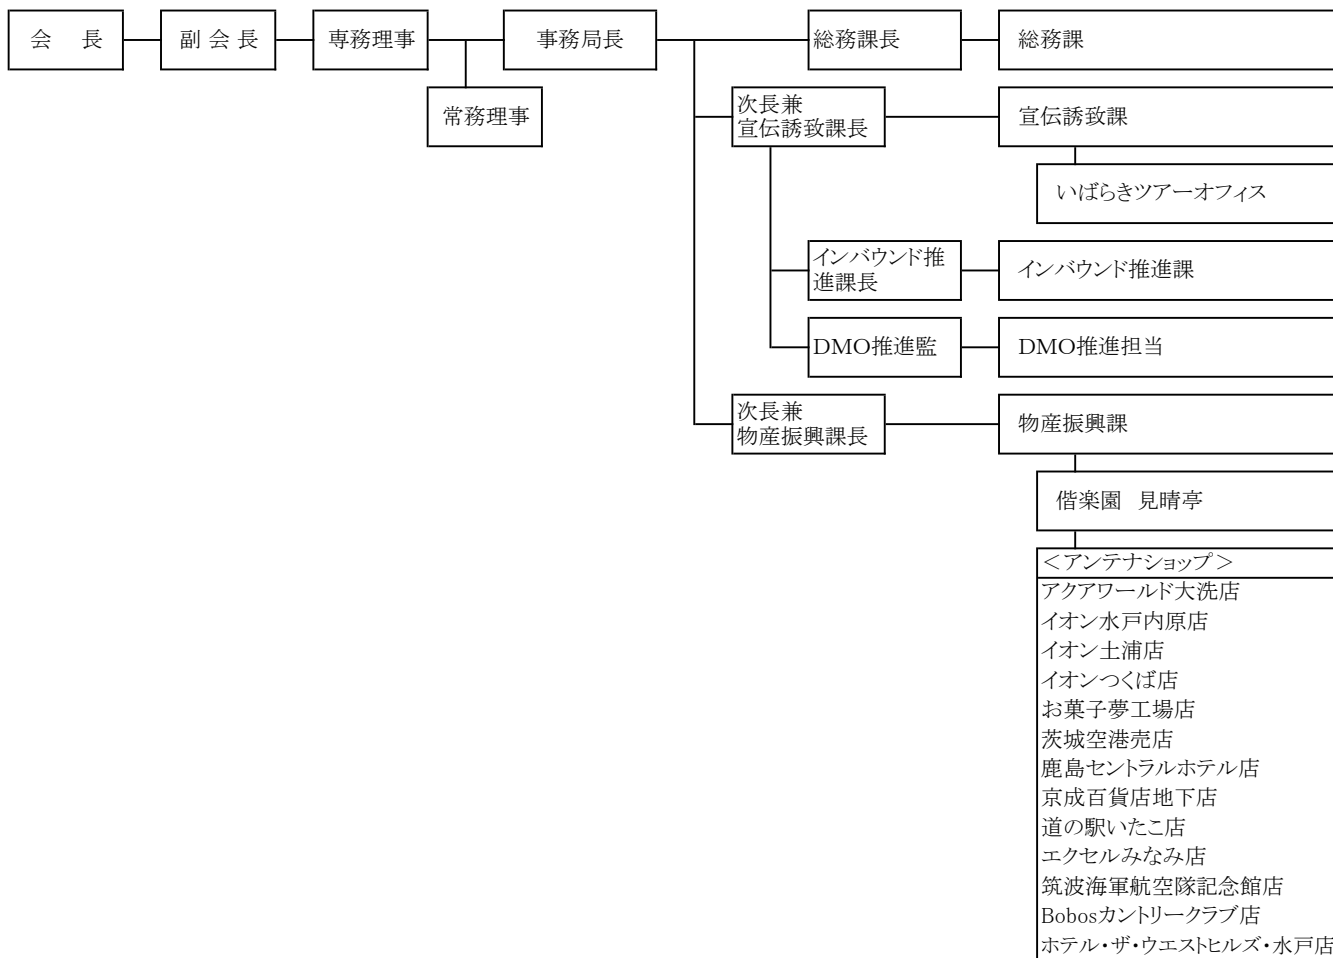 会 長
副 会 長
専務理事
事務局長
総務課長
総務課
常務理事
次長兼
宣伝誘致課長
宣伝誘致課
いばらきツアーオフィス
インバウンド推
進課長
インバウンド推進課
DMO推進監
DMO推進担当
次長兼
物産振興課長
物産振興課
偕楽園 見晴亭
＜アンテナショップ＞
アクアワールド大洗店
イオン水戸内原店
イオン土浦店
イオンつくば店
お菓子夢工場店
茨城空港売店
鹿島セントラルホテル店
京成百貨店地下店
道の駅いたこ店
エクセルみなみ店
筑波海軍航空隊記念館店
Bobosカントリークラブ店
ホテル・ザ・ウエストヒルズ・水戸店